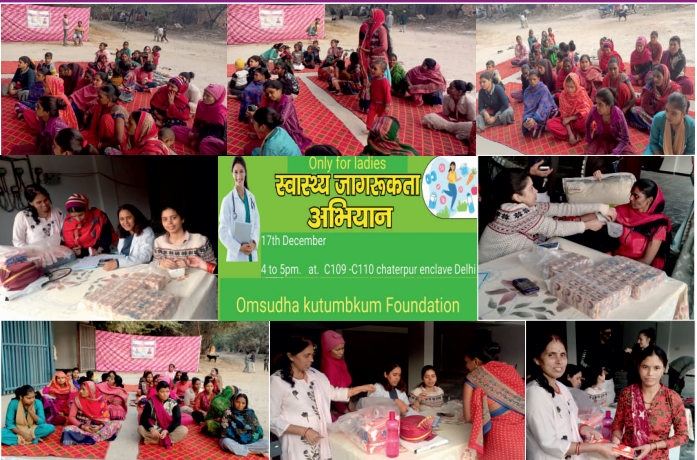 Only for ladies
स्वास्थ्य जागरूकता
अभियान
17th December
4 to 5pm. at. C109 -C110 chaterpur enclave Delhi
Omsudha kutumbkum Foundation